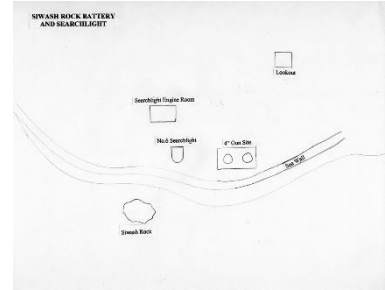 SIWASH ROCK BATTERY
AND SEARCHLIGHT
Lookout
Searchlight Engine Room
No.6 Searchlight
4" Gun Site
Sea Wall
Siwash Rock